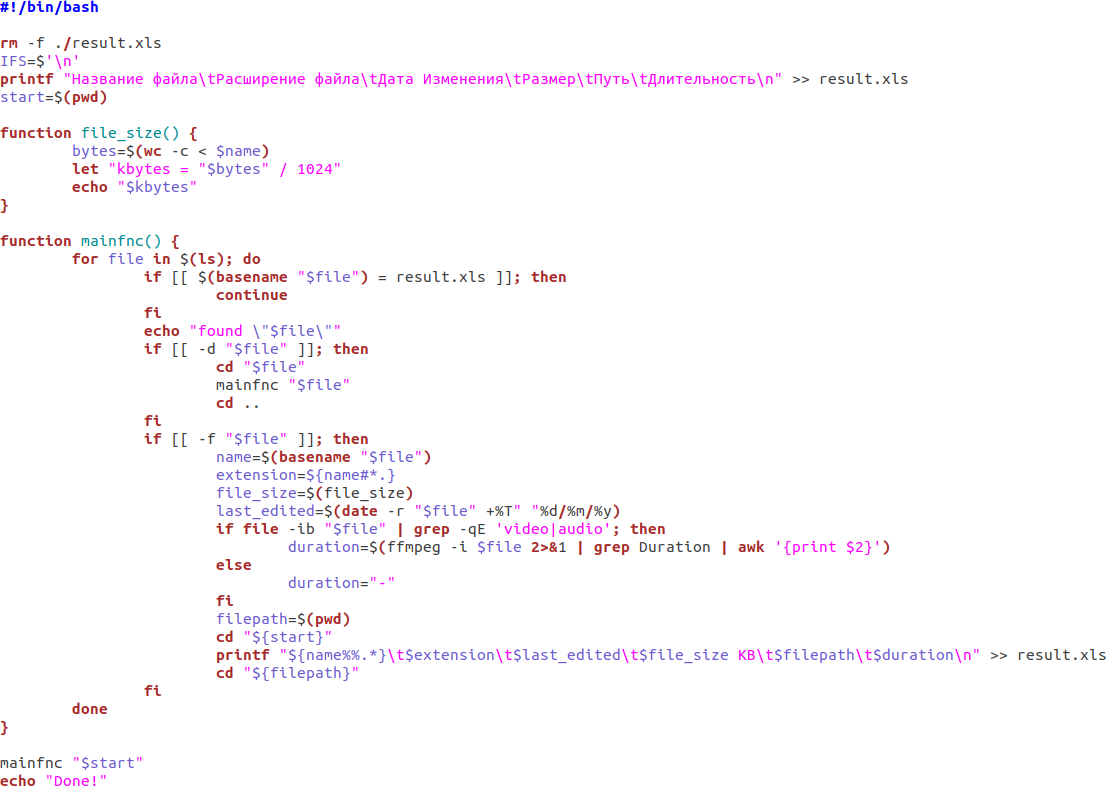 #!/bin/bash

rm -f ./result.xls
IFS=$'\n'
printf "Название файла\tРасширение файла\tДата Изменения\tРазмер\tПуть\tДлительность\n" >> result.xls
start=$(pwd)

function file_size() {
        bytes=$(wc -c < $name)
        let "kbytes = "$bytes" / 1024"
        echo "$kbytes"
}

function mainfnc() {
        for file in $(ls); do
                if [[ $(basename "$file") = result.xls ]]; then
                        continue
                fi
                echo "found \"$file\""
                if [[ -d "$file" ]]; then
                        cd "$file"
                        mainfnc "$file"
                        cd ..
                fi
                if [[ -f "$file" ]]; then
                        name=$(basename "$file")
                        extension=${name#*.}
                        file_size=$(file_size)
                        last_edited=$(date -r "$file" +%T" "%d/%m/%y)
                        if file -ib "$file" | grep -qE 'video|audio'; then
                                duration=$(ffmpeg -i $file 2>&1 | grep Duration | awk '{print $2}')
                        else
                                duration="-"
                        fi
                        filepath=$(pwd)
                        cd "${start}"
                        printf "${name%%.*}\t$extension\t$last_edited\t$file_size KB\t$filepath\t$duration\n" >> result.xls
                        cd "${filepath}"
                fi
        done
}

mainfnc "$start"
echo "Done!"